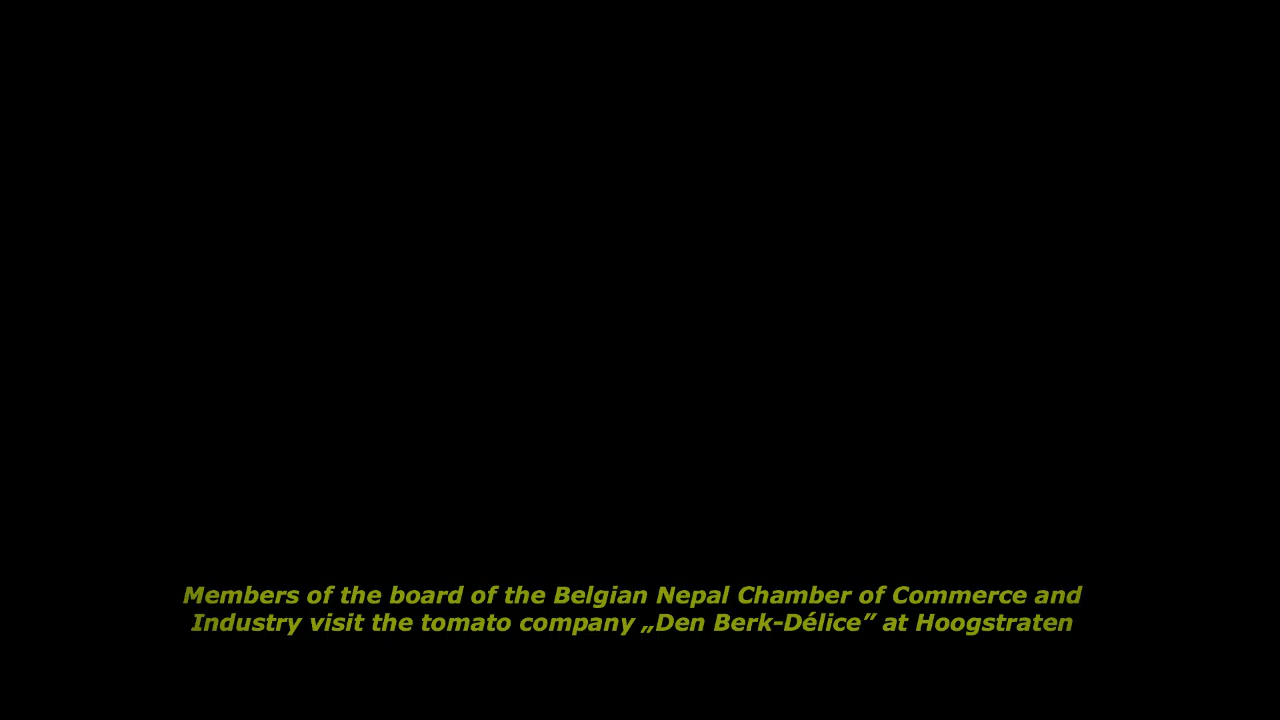 Members of the board of the Belgian Nepal Chamber of Commerce and
Industry visit the tomato company „Den Berk-Délice” at Hoogstraten